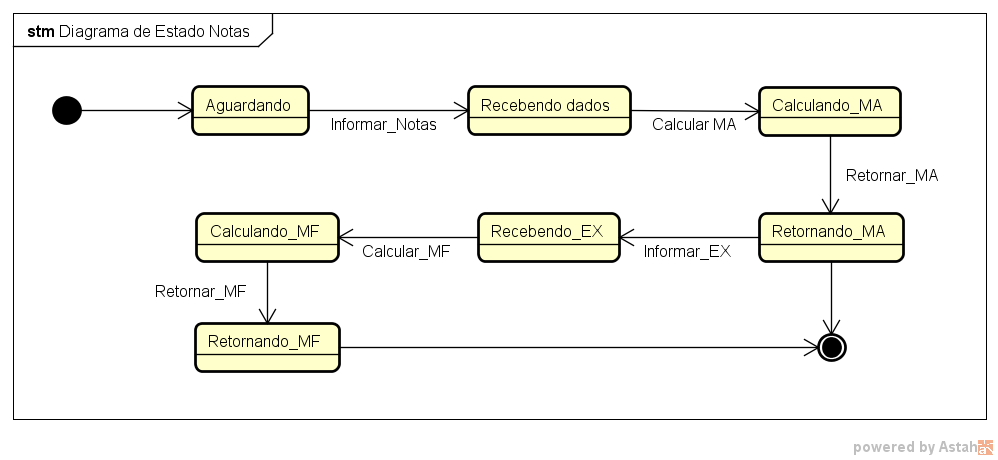 stm Diagrama de Estado Notas
Aguardando
Informar_Notas
Recebendo dados
Calcular MA
Calculando_MA
Retornar_MA
Retornando_MA
Informar_EX
Recebendo_EX
Calcular_MF
Calculando_MF
Retornar_MF
Retornando_MF
powered by Astah